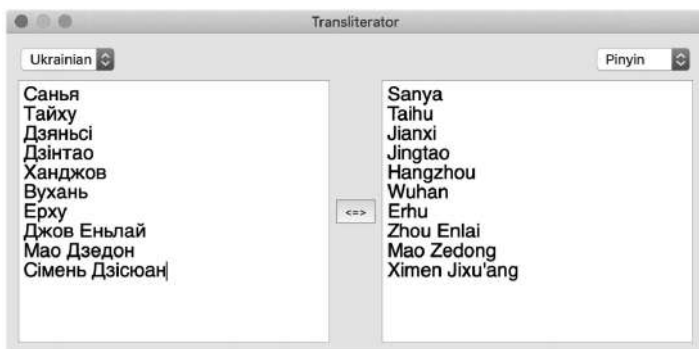 Transliterator
Ukrainian
Pinyin
Санья
Тайху
Дзяньсі
Дзінтао
Ханджов
Вухань
Ерху
Джов Еньлай
Мао Дзедон
Сімень Дзісюан
<=>
Sanya
Taihu
Jianxi
Jingtao
Hangzhou
Wuhan
Erhu
Zhou Enlai
Mao Zedong
Ximen Jixu'ang